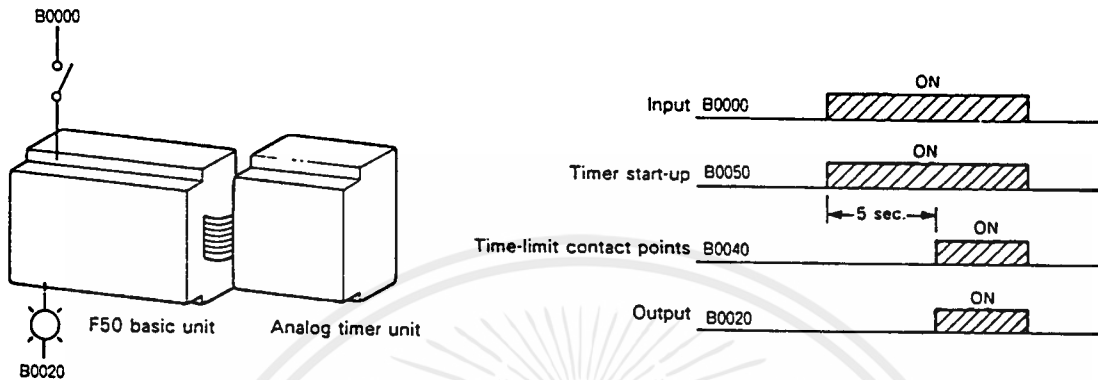 B0000
F50 basic unit
Analog timer unit
B0020
ON
Input B0000
ON
Timer start-up B0050
5 sec.
ON
Time-limit contact points B0040
ON
Output B0020